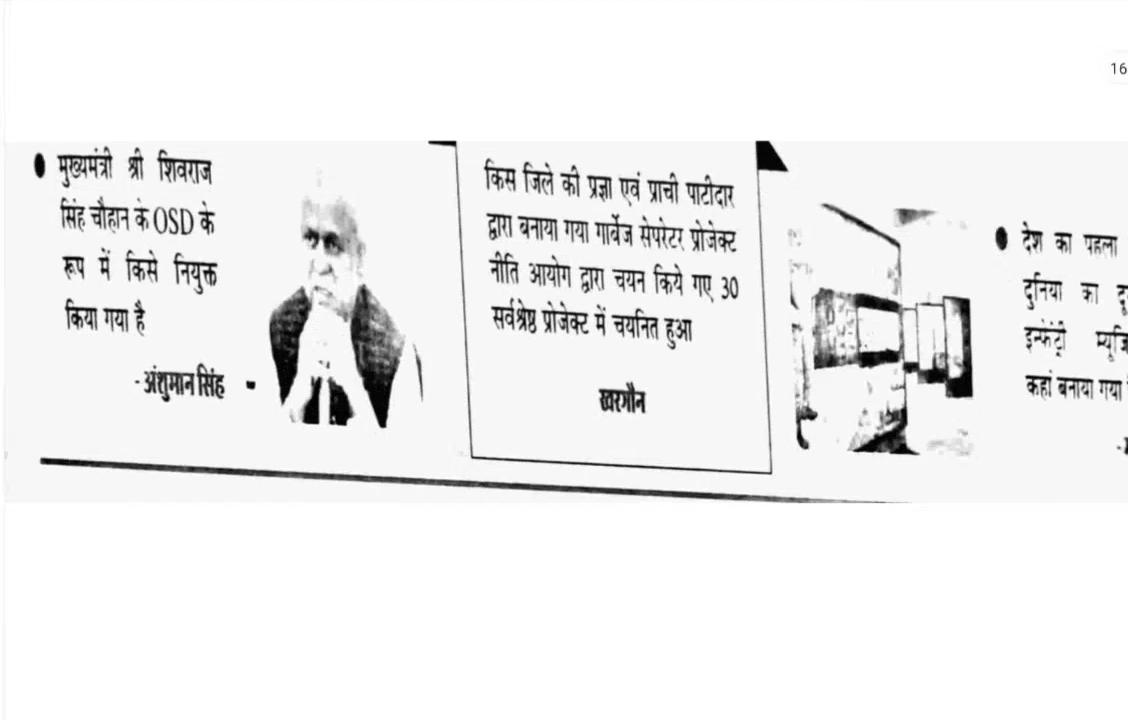 16
● मुख्यमंत्री श्री शिवराज
सिंह चौहान के OSD के
रूप में किसे नियुक्त
किया गया है
- अंशुमान सिंह
किस जिले की प्रज्ञा एवं प्राची पाटीदार
द्वारा बनाया गया गार्बेज सेपरेटर प्रोजेक्ट
नीति आयोग द्वारा चयन किये गए 30
सर्वश्रेष्ठ प्रोजेक्ट में चयनित हुआ
खरगौन
● देश का पहला
दुनिया का
इन्फेंट्री
कहां बनाया गया